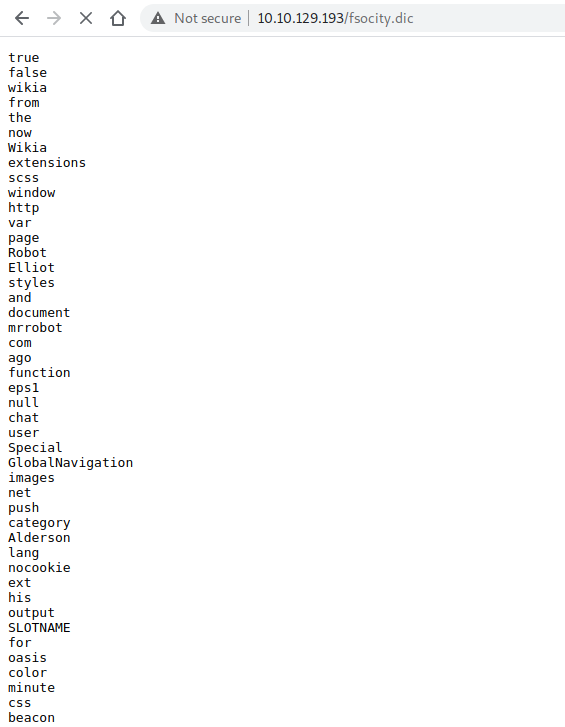 Not secure | 10.10.129.193/fsocity.dic
true
false
wikia
from
the
now
Wikia
extensions
scss
window
http
var
page
Robot
Elliot
styles
and
document
mrrobot
com
ago
function
eps1
null
chat
user
Special
GlobalNavigation
images
net
push
category
Alderson
lang
nocookie
ext
his
output
SLOTNAME
for
oasis
color
minute
css
beacon